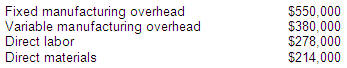 Fixed manufacturing overhead $550,000
Variable manufacturing overhead $380,000
Direct labor $278,000
Direct materials $214,000